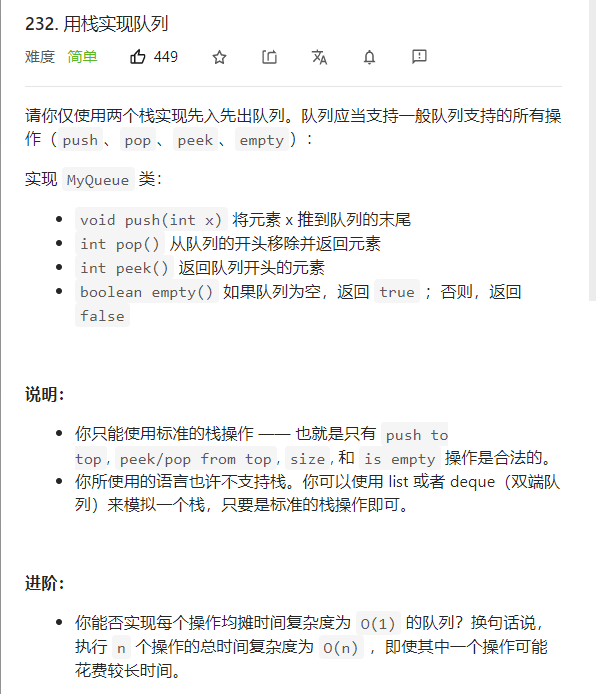 232. 用栈实现队列
难度 简单 449
请你仅使用两个栈实现先入先出队列。队列应当支持一般队列支持的所有操
作（push、pop、peek、empty）：
实现 MyQueue 类：
void push(int x) 将元素 x 推到队列的末尾
int pop() 从队列的开头移除并返回元素
int peek() 返回队列开头的元素
boolean empty() 如果队列为空，返回 true ；否则，返回
false
说明：
你只能使用标准的栈操作 —— 也就是只有 push to
top, peek/pop from top, size, 和 is empty 操作是合法的。
你所使用的语言也许不支持栈。你可以使用 list 或者 deque（双端队
列）来模拟一个栈，只要是标准的栈操作即可。
进阶：
你能否实现每个操作均摊时间复杂度为 O(1) 的队列？换句话说，
执行 n 个操作的总时间复杂度为 O(n) ，即使其中一个操作可能
花费较长时间。